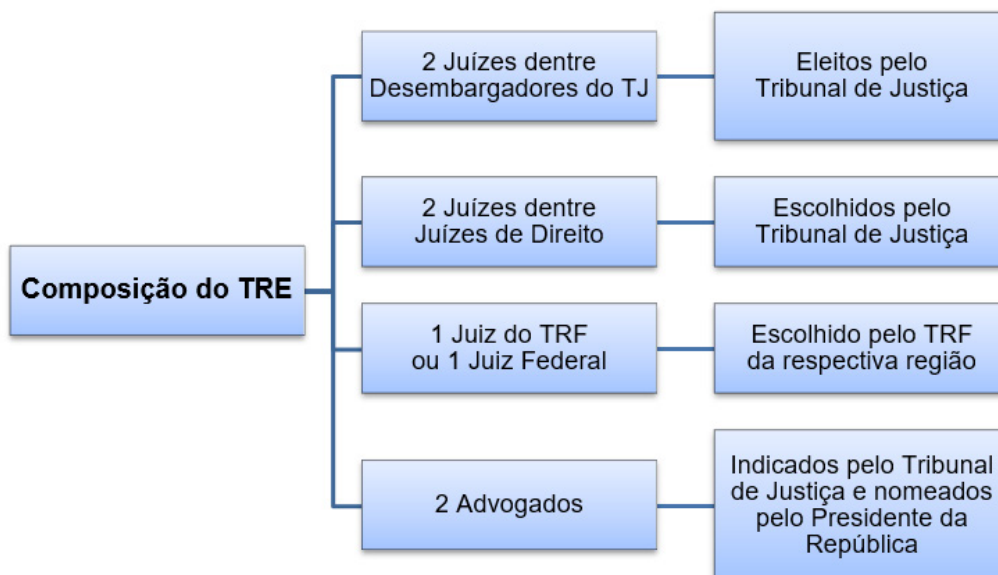 Composição do TRE
2 Juízes dentre
Desembargadores do TJ
Eleitos pelo
Tribunal de Justiça
2 Juízes dentre
Juízes de Direito
Escolhidos pelo
Tribunal de Justiça
1 Juiz do TRF
ou 1 Juiz Federal
Escolhido pelo TRF
da respectiva região
2 Advogados
Indicados pelo Tribunal
de Justiça e nomeados
pelo Presidente da
República